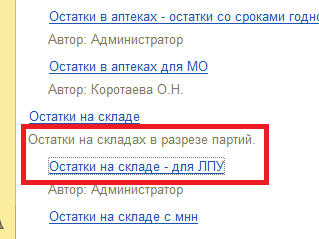 Остатки в аптеках - остатки со сроками годно
Автор: Администратор
Остатки в аптеках для МО
Автор: Коротаева О.Н.
Остатки на складе
Остатки на складах в разрезе партий.
Остатки на складе - для ЛПУ
Автор: Администратор
Остатки на складе с мнн